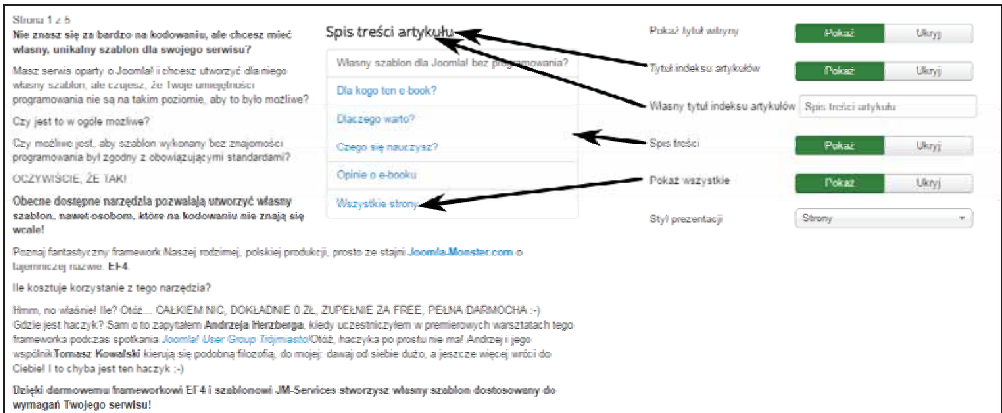 Strona 1 z 5
Nie znasz się za bardzo na kodowaniu, ale chcesz mieć
własny, unikalny szablon dla swojego serwisu?
Masz serwis oparty o Joomla! i chcesz utworzyć dla niego
własny szablon, ale czujesz, że Twoje umiejętności
programowania nie są na takim poziomie, aby to było możliwe?
Czy jest to w ogóle możliwe?
Czy możliwe jest, aby szablon wykonany bez znajomości
programowania był zgodny z obowiązującymi standardami?
OCZYWIŚCIE, ŻE TAK!
Obecne dostępne narzędzia pozwalają utworzyć własny
szablon, nawet osobom, które na kodowaniu nie znają się
wcale!
Poznaj fantastyczny framework Naszej rodzimej, polskiej produkcji, prosto ze stajni Joomla-Monster.com o
tajemniczej nazwie: EF4.
Ile kosztuje korzystanie z tego narzędzia?
Hmm, no właśnie! Ile? Otóż... CAŁKIEM NIC, DOKŁADNIE 0 ZŁ, ZUPEŁNIE ZA FREE, PEŁNA DARMOCHA :-)
Gdzie jest haczyk? Sam o to zapytałem Andrzeja Herzberga, kiedy uczestniczyłem w premierowych warsztatach tego
frameworka podczas spotkania Joomla! User Group Trójmiasto!Otóż, haczyka po prostu nie ma! Andrzej i jego
wspólnik Tomasz Kowalski kierują się podobną filozofią, do mojej: dawaj od siebie dużo, a jeszcze więcej wróci do
Ciebie! I to chyba jest ten haczyk :-)
Dzięki darmowemu frameworkowi EF4 i szablonowi JM-Services stworzysz własny szablon dostosowany do
wymagań Twojego serwisu!
Spis treści artykułu
Własny szablon dla Joomla! bez programowania?
Dla kogo ten e-book?
Dlaczego warto?
Czego się nauczysz?
Opinie o e-booku
Wszystkie strony
Pokaż tytuł witryny Pokaż Ukryj
Tytuł indeksu artykułów Pokaż Ukryj
Własny tytuł indeksu artykułów Spis treści artykułu
Spis treści Pokaż Ukryj
Pokaż wszystkie Pokaż Ukryj
Styl prezentacji Strony